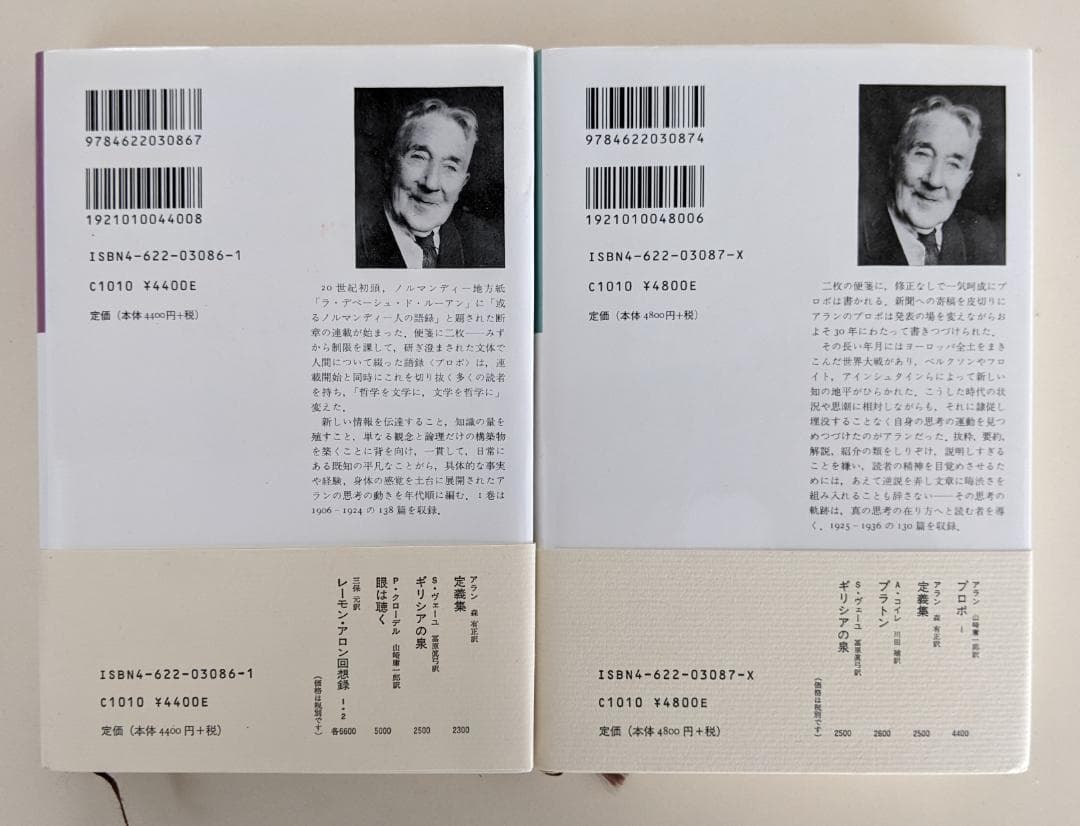 9784622030867
1921010044008
ISBN4-622-03086-1
C1010 ¥4400E
定価（本体4400円+税）
20世紀初頭，ノルマンディー地方紙
「ラ・デペーシュ・ド・ルーアン」に「或
るノルマンディー人の語録」と題された断
章の連載が始まった．便箋に二枚――みず
から制限を課して，研ぎ澄まされた文体で
人間について綴った語録〈プロポ〉は，連
載開始と同時にこれを切り抜く多くの読者
を持ち，「哲学を文学に，文学を哲学に」
変えた．
新しい情報を伝達すること，知識の量を
殖すこと，単なる観念と論理だけの構築物
を築くことに背を向け，一貫して，日常に
ある既知の平凡なことがら，具体的な事実
や経験，身体の感覚を土台に展開されたア
ランの思考の動きを年代順に編む．I巻は
1906－1924の138篇を収録．
アラン　森 有正訳
定義集
2300
S・ヴェーユ　冨原眞弓訳
ギリシアの泉
2500
P・クローデル　山崎庸一郎訳
眼は聴く
5000
三保 元訳
レーモン・アロン回想録 1・2
各6600
（価格は税別です）
ISBN4-622-03086-1
C1010 ¥4400E
定価（本体4400円+税）
9784622030874
1921010048006
ISBN4-622-03087-X
C1010 ¥4800E
定価（本体4800円+税）
二枚の便箋に，修正なしで一気呵成にプ
ロポは書かれる．新聞への寄稿を皮切りに
アランのプロポは発表の場を変えながらお
よそ30年にわたって書きつづけられた．
その長い年月にはヨーロッパ全土をまき
こんだ世界大戦があり，ベルクソンやフロ
イト，アインシュタインらによって新しい
知の地平がひらかれた．こうした時代の状
況や思潮に相対しながらも，それに隷従し
埋没することなく自身の思考の運動を見つ
めつづけたのがアランだった．抜粋，要約，
解説，紹介の類をしりぞけ，説明しすぎる
ことを嫌い，読者の精神を目覚めさせるた
めには，あえて逆説を弄し文章に晦渋さを
組み入れることも辞さない――その思考の
軌跡は，真の思考の在り方へと読む者を導
く．1925－1936の130篇を収録．
アラン　山崎庸一郎訳
プロポ I
4400
アラン　森 有正訳
定義集
2500
A・コイレ　川田 殖訳
プラトン
2600
S・ヴェーユ　冨原眞弓訳
ギリシアの泉
2500
（価格は税別です）
ISBN4-622-03087-X
C1010 ¥4800E
定価（本体4800円+税）